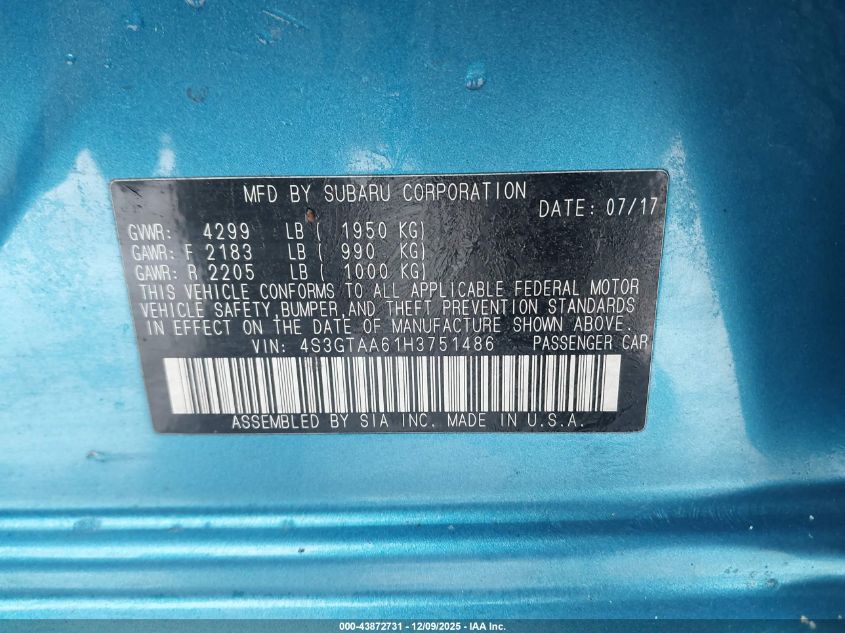 MFD BY SUBARU CORPORATION DATE: 07/17
GVWR: 4299 LB ( 1950 KG)
GAWR: F 2183 LB ( 990 KG)
GAWR: R 2205 LB ( 1000 KG)
THIS VEHICLE CONFORMS TO ALL APPLICABLE FEDERAL MOTOR
VEHICLE SAFETY, BUMPER, AND THEFT PREVENTION STANDARDS
IN EFFECT ON THE DATE OF MANUFACTURE SHOWN ABOVE.
VIN: 4S3GTAA61H3751486 PASSENGER CAR
ASSEMBLED BY SIA INC. MADE IN U.S.A.
000-43872731 - 12/09/2025 - IAA Inc.